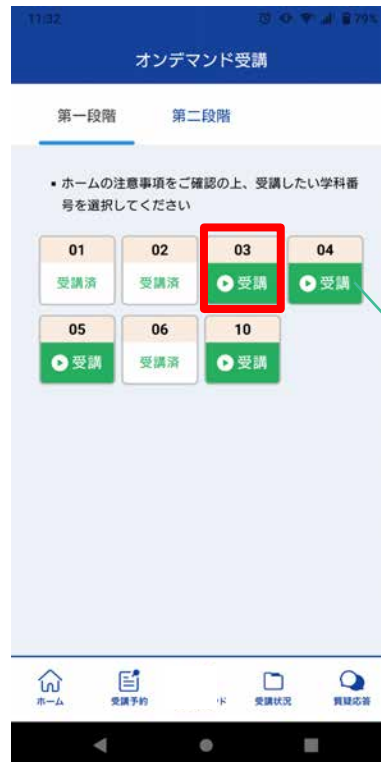 11:32 79%
オンデマンド受講
第一段階 第二段階
• ホームの注意事項をご確認の上、受講したい学科番
号を選択してください
01 02 03 04
受講済 受講済 受講 受講
05 06 10
受講 受講済 受講
ホーム 受講予約 ド 受講状況 質疑応答